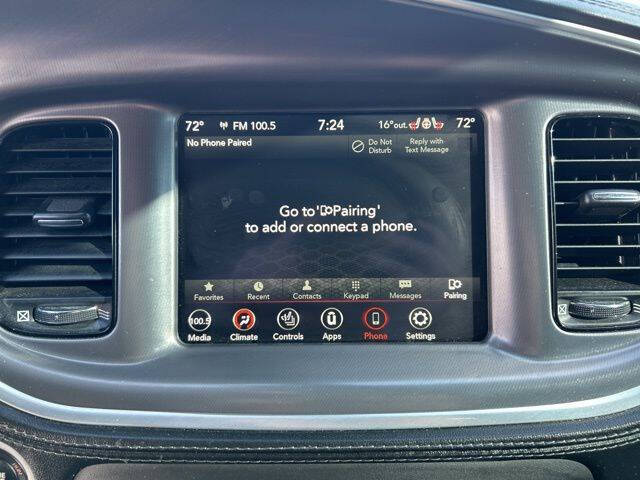 72° FM 100.5 7:24 16°out 72°
No Phone Paired
Do Not Disturb
Reply with Text Message
Go to 'Pairing'
to add or connect a phone.
Favorites Recent Contacts Keypad Messages Pairing
100.5
Media Climate Controls Apps Phone Settings